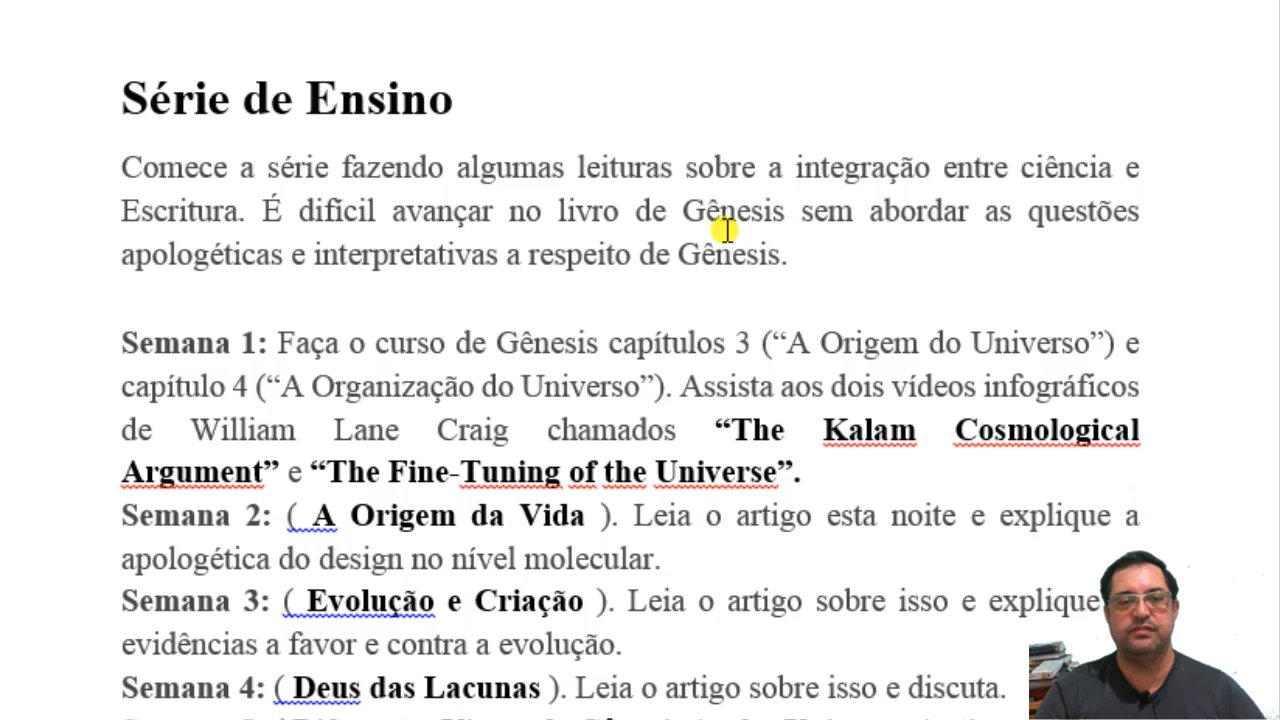 Série de Ensino
Comece a série fazendo algumas leituras sobre a integração entre ciência e
Escritura. É difícil avançar no livro de Gênesis sem abordar as questões
apologéticas e interpretativas a respeito de Gênesis.
Semana 1: Faça o curso de Gênesis capítulos 3 (“A Origem do Universo”) e
capítulo 4 (“A Organização do Universo”). Assista aos dois vídeos infográficos
de William Lane Craig chamados “The Kalam Cosmological
Argument” e “The Fine-Tuning of the Universe”.
Semana 2: ( A Origem da Vida ). Leia o artigo esta noite e explique a
apologética do design no nível molecular.
Semana 3: ( Evolução e Criação ). Leia o artigo sobre isso e explique
evidências a favor e contra a evolução.
Semana 4: ( Deus das Lacunas ). Leia o artigo sobre isso e discuta.